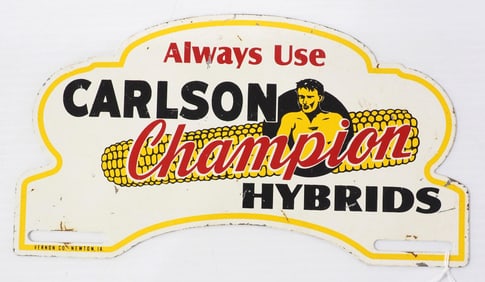 Always Use
CARLSON
Champion
HYBRIDS
VERNON CO. NEWTON, IA